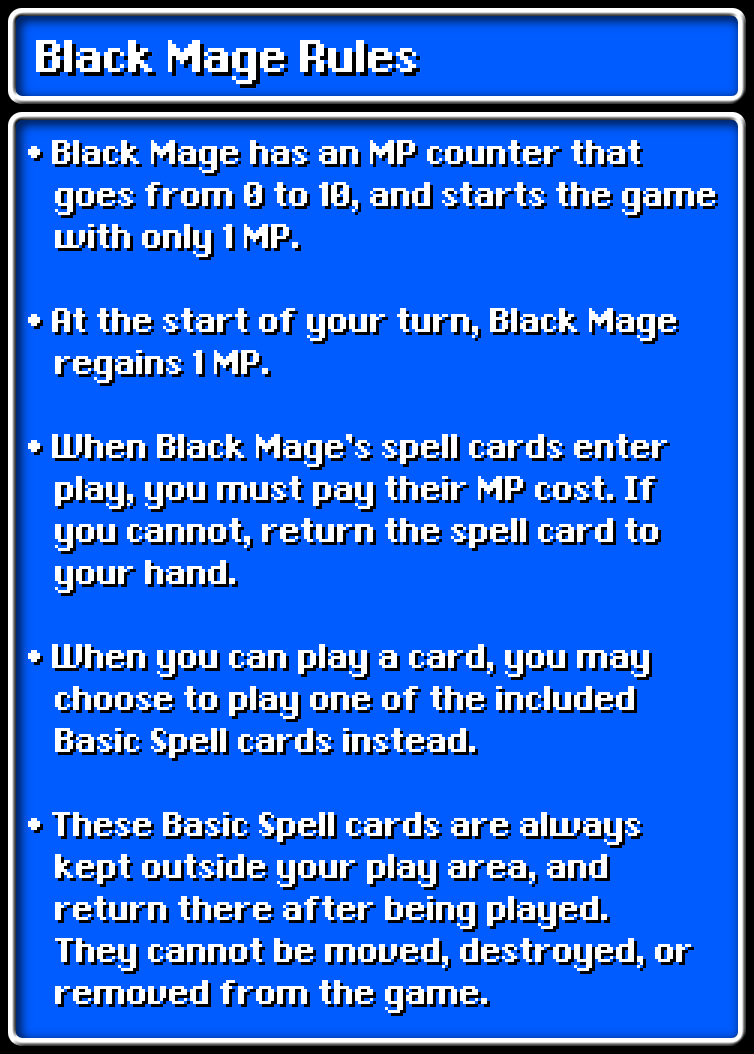 Black Mage Rules
• Black Mage has an MP counter that
goes from 0 to 10, and starts the game
with only 1 MP.
• At the start of your turn, Black Mage
regains 1 MP.
• When Black Mage's spell cards enter
play, you must pay their MP cost. If
you cannot, return the spell card to
your hand.
• When you can play a card, you may
choose to play one of the included
Basic Spell cards instead.
• These Basic Spell cards are always
kept outside your play area, and
return there after being played.
They cannot be moved, destroyed, or
removed from the game.